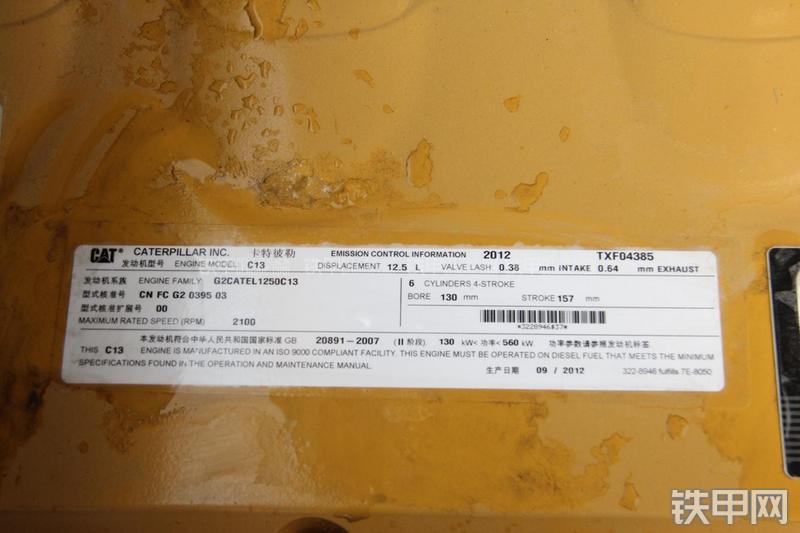 CAT CATERPILLAR INC. 卡特彼勒 EMISSION CONTROL INFORMATION 2012 TXF04385
发动机型号 ENGINE MODEL: C13 DISPLACEMENT 12.5 L VALVE LASH: 0.38 mm INTAKE 0.64 mm EXHAUST
发动机系族 ENGINE FAMILY: G2CATEL1250C13
6 CYLINDERS 4-STROKE
型式核准号 CN FC G2 0395 03
BORE 130 mm STROKE 157 mm
型式核准扩展号 00
MAXIMUM RATED SPEED (RPM) 2100
*3228946#37*
本发动机符合中华人民共和国国家标准 GB 20891-2007 (II 阶段) 130 kW< 功率 < 560 kW 功率参数请参照发动机标签
THIS C13 ENGINE IS MANUFACTURED IN AN ISO 9000 COMPLIANT FACILITY. THIS ENGINE MUST BE OPERATED ON DIESEL FUEL THAT MEETS THE MINIMUM
SPECIFICATIONS FOUND IN THE OPERATION AND MAINTENANCE MANUAL.
生产日期 09 / 2012 322-8946 fulfills 7E-8050
铁甲网